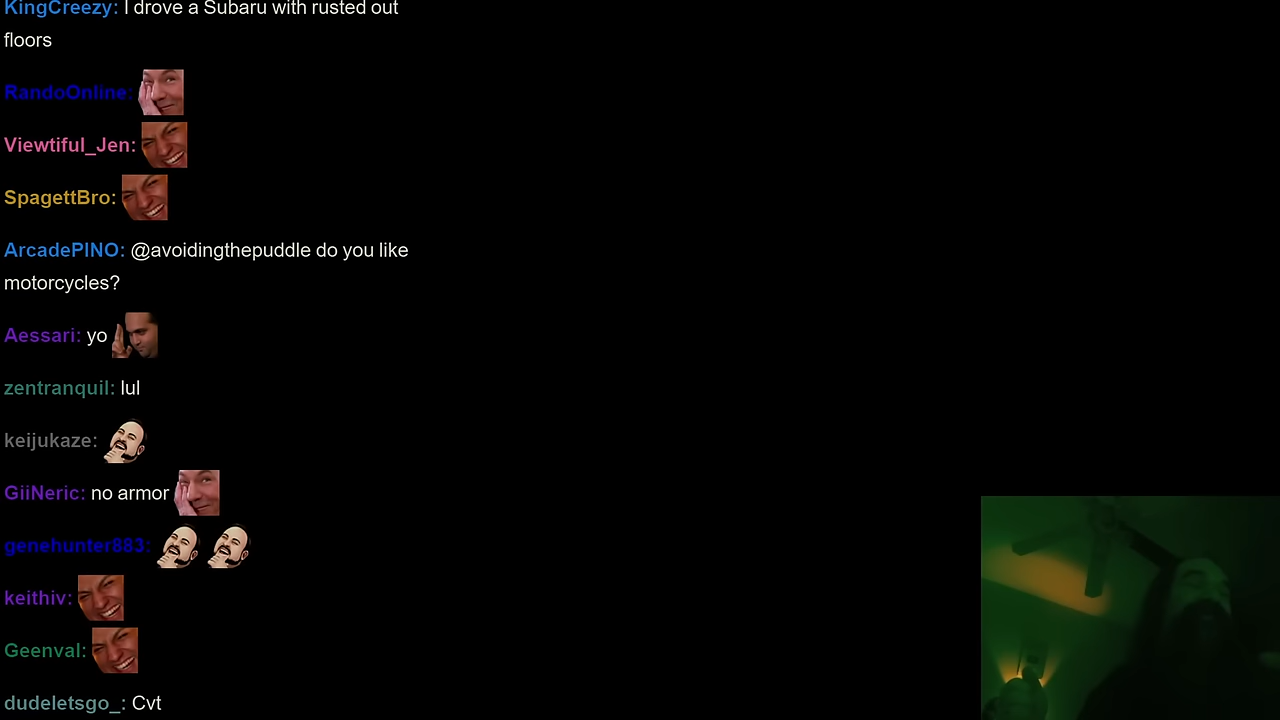 KingCreezy: I drove a Subaru with rusted out
floors
RandoOnline:
Viewtiful_Jen:
SpagettBro:
ArcadePINO: @avoidingthepuddle do you like
motorcycles?
Aessari: yo
zentranquil: lul
keijukaze:
GiiNeric: no armor
genehunter883:
keithiv:
Geenval:
dudeletsgo_: Cvt